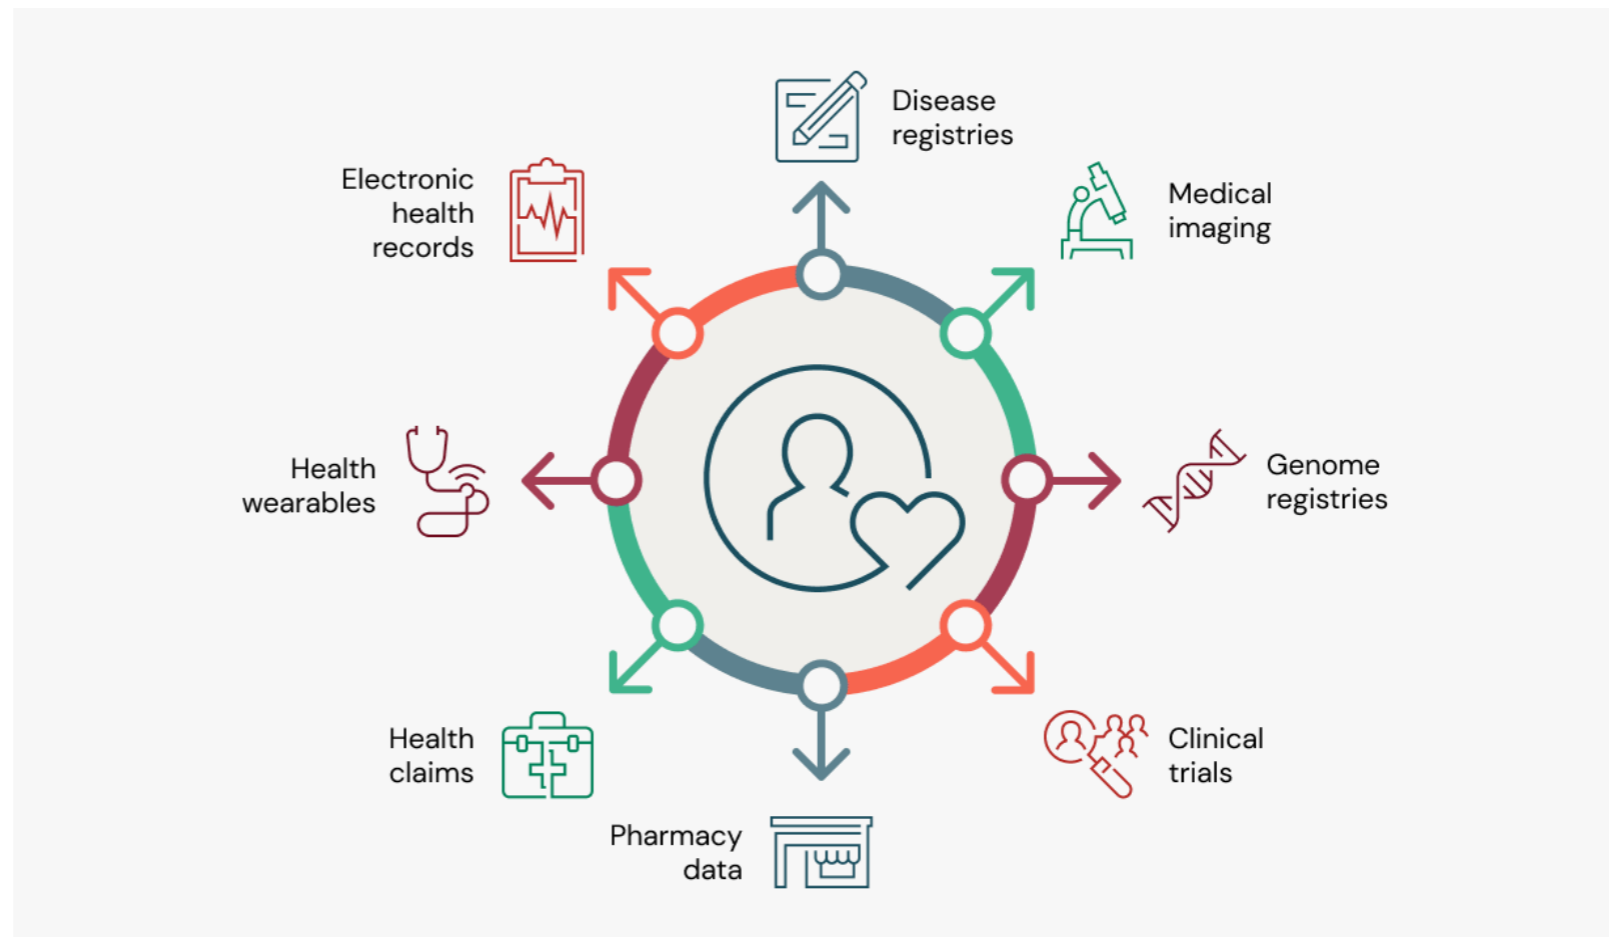 Disease
registries
Electronic
health
records
Medical
imaging
Health
wearables
Genome
registries
Health
claims
Clinical
trials
Pharmacy
data